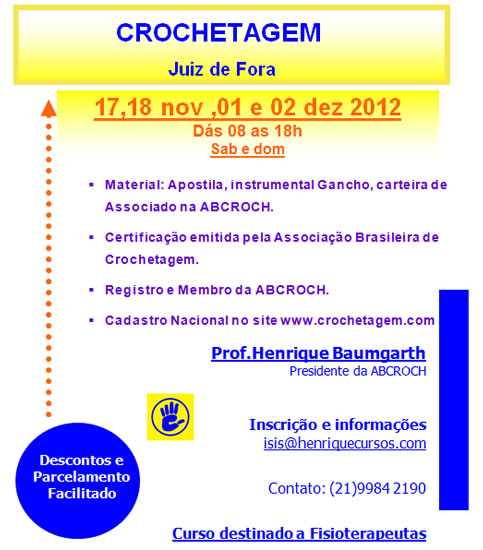 CROCHETAGEM
Juiz de Fora
17,18 nov ,01 e 02 dez 2012
Dás 08 as 18h
Sab e dom
Material: Apostila, instrumental Gancho, carteira de
Associado na ABCROCH.
Certificação emitida pela Associação Brasileira de
Crochetagem.
Registro e Membro da ABCROCH.
Cadastro Nacional no site www.crochetagem.com
Prof.Henrique Baumgarth
Presidente da ABCROCH
Inscrição e informações
isis@henriquecursos.com
Descontos e
Parcelamento
Facilitado
Contato: (21)9984 2190
Curso destinado a Fisioterapeutas